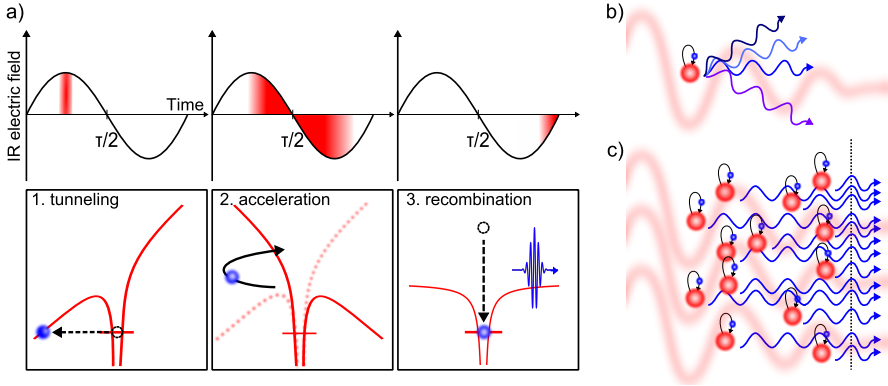 a)
IR electric field
Time
τ/2
τ/2
τ/2
1. tunneling
2. acceleration
3. recombination
b)
c)